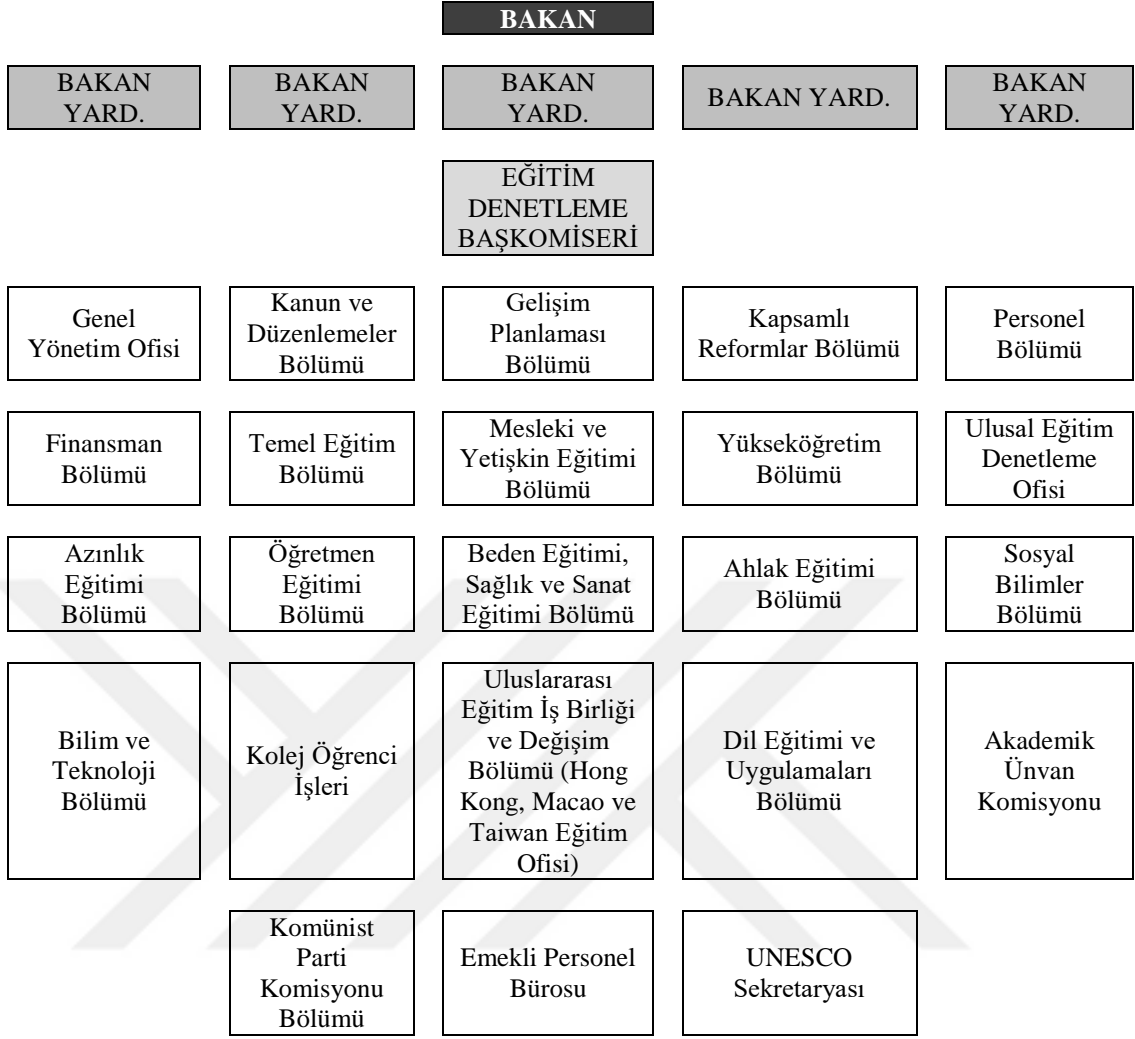 BAKAN
BAKAN
YARD.
BAKAN
YARD.
BAKAN
YARD.
BAKAN YARD.
BAKAN
YARD.
EĞİTİM
DENETLEME
BAŞKOMİSERİ
Genel
Yönetim Ofisi
Kanun ve
Düzenlemeler
Bölümü
Gelişim
Planlaması
Bölümü
Kapsamlı
Reformlar Bölümü
Personel
Bölümü
Finansman
Bölümü
Temel Eğitim
Bölümü
Mesleki ve
Yetişkin Eğitimi
Bölümü
Yükseköğretim
Bölümü
Ulusal Eğitim
Denetleme
Ofisi
Azınlık
Eğitimi
Bölümü
Öğretmen
Eğitimi
Bölümü
Beden Eğitimi,
Sağlık ve Sanat
Eğitimi Bölümü
Ahlak Eğitimi
Bölümü
Sosyal
Bilimler
Bölümü
Bilim ve
Teknoloji
Bölümü
Kolej Öğrenci
İşleri
Uluslararası
Eğitim İş Birliği
ve Değişim
Bölümü (Hong
Kong, Macao ve
Taiwan Eğitim
Ofisi)
Dil Eğitimi ve
Uygulamaları
Bölümü
Akademik
Ünvan
Komisyonu
Komünist
Parti
Komisyonu
Bölümü
Emekli Personel
Bürosu
UNESCO
Sekretaryası